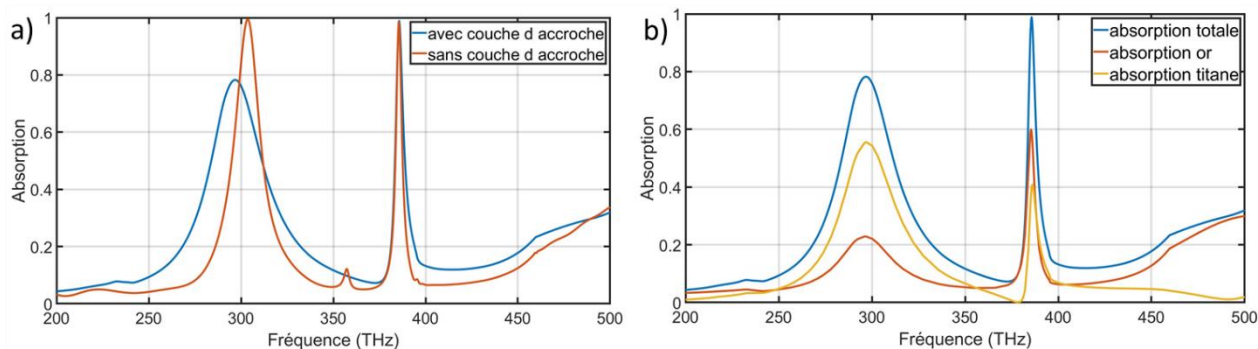 a)
avec couche d accroche
sans couche d accroche
Absorption
1
0.8
0.6
0.4
0.2
0
200
250
300
350
400
450
500
Fréquence (THz)
b)
absorption totale
absorption or
absorption titane
Absorption
1
0.8
0.6
0.4
0.2
0
200
250
300
350
400
450
500
Fréquence (THz)